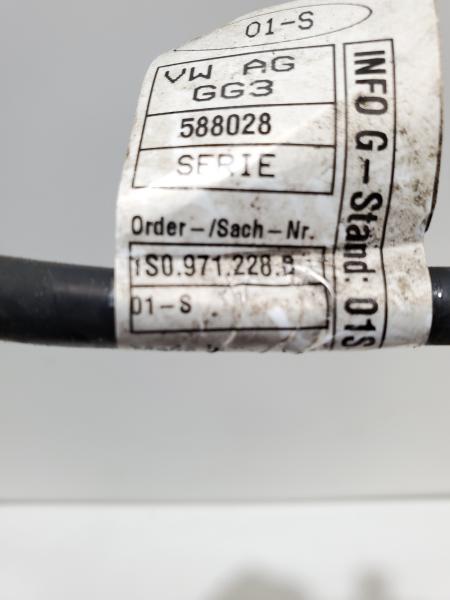 01-S
VW AG
GG3
588028
SERIE
Order-/Sach-Nr.
1S0.971.228.B
01-S
INFO G-Stand: 01S